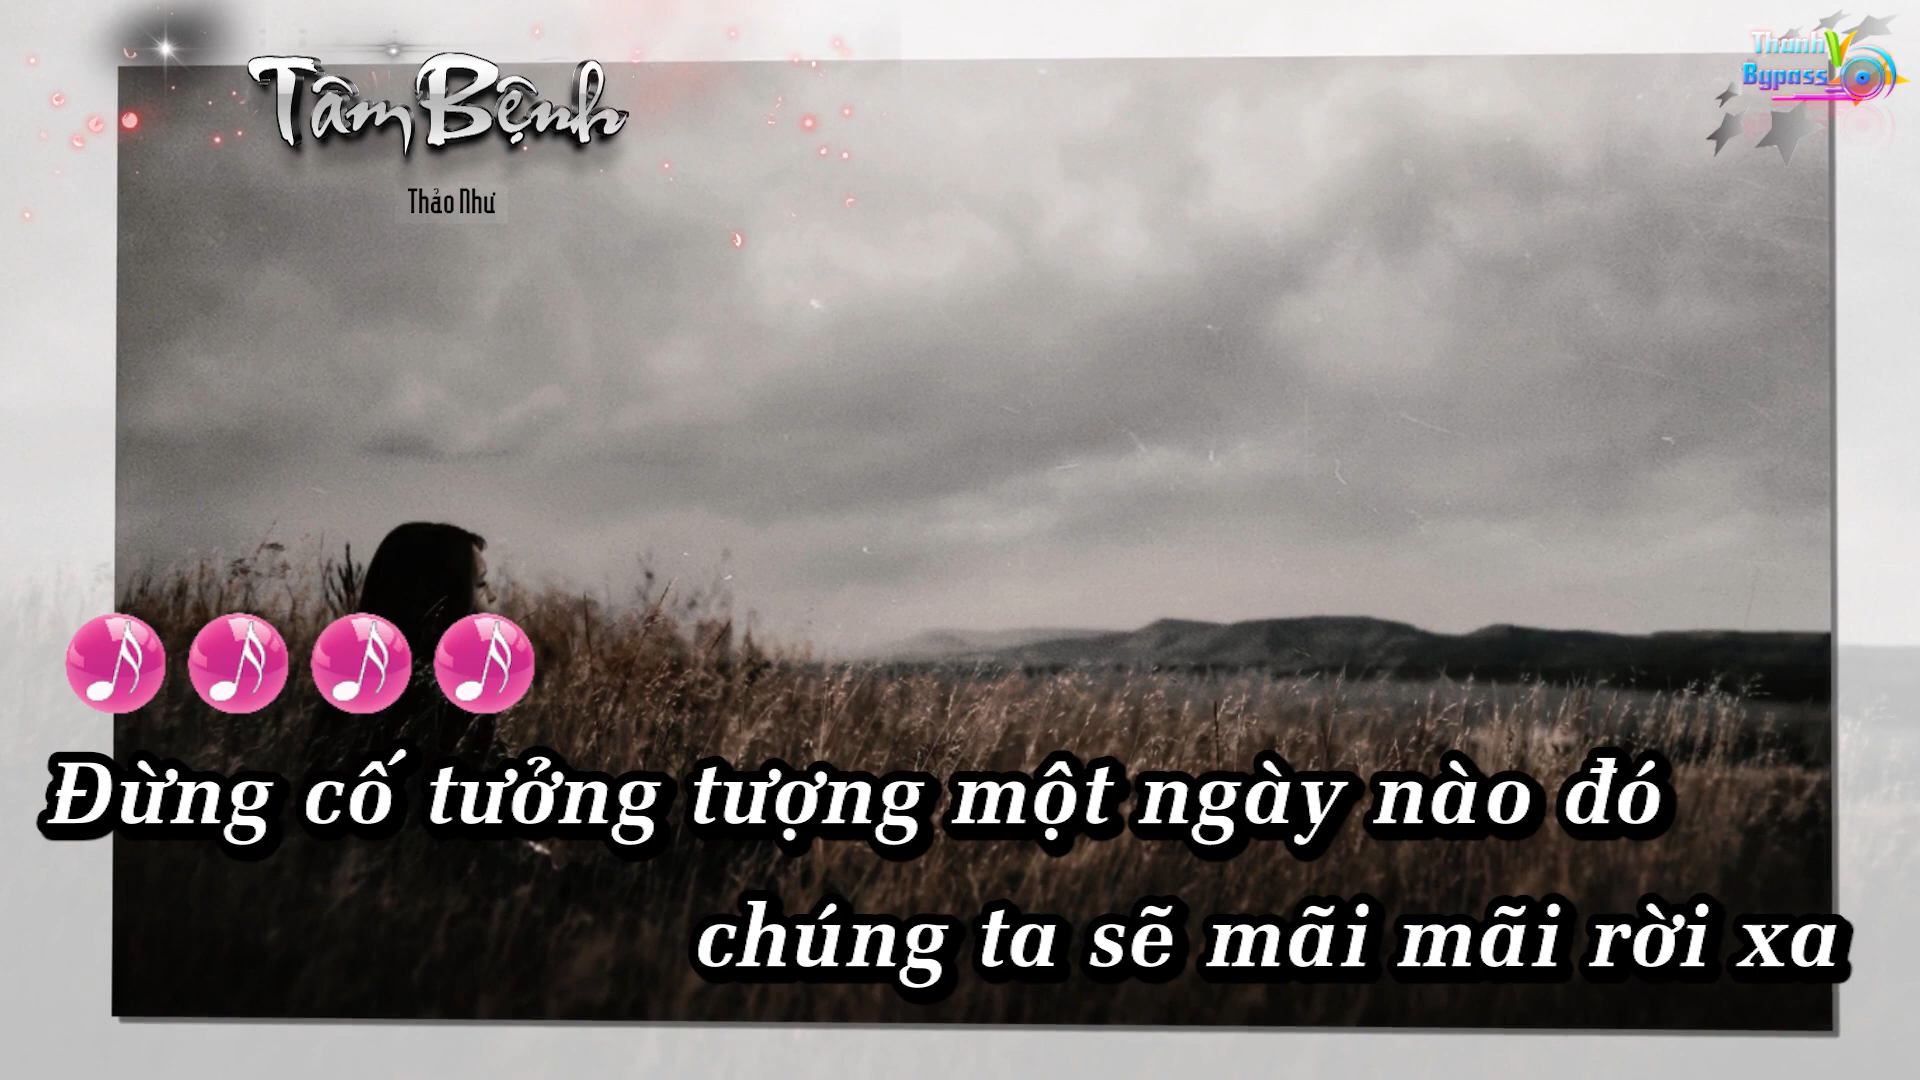 Tâm Bệnh
Thảo Như
Thanh
Bypass
Đừng cố tưởng tượng một ngày nào đó
chúng ta sẽ mãi mãi rời xa